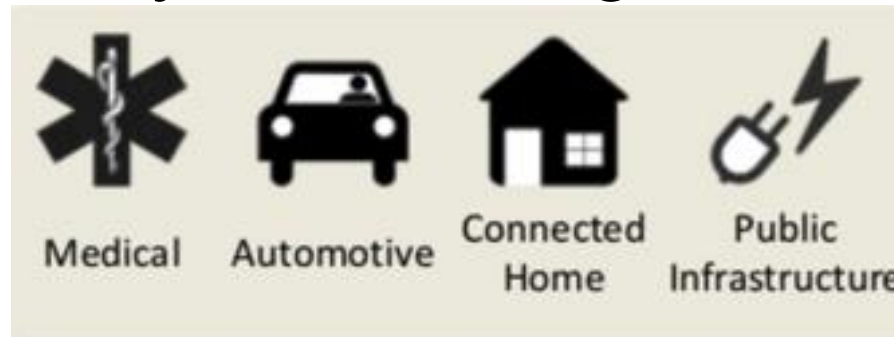 Medical
Automotive
Connected
Home
Public
Infrastructure